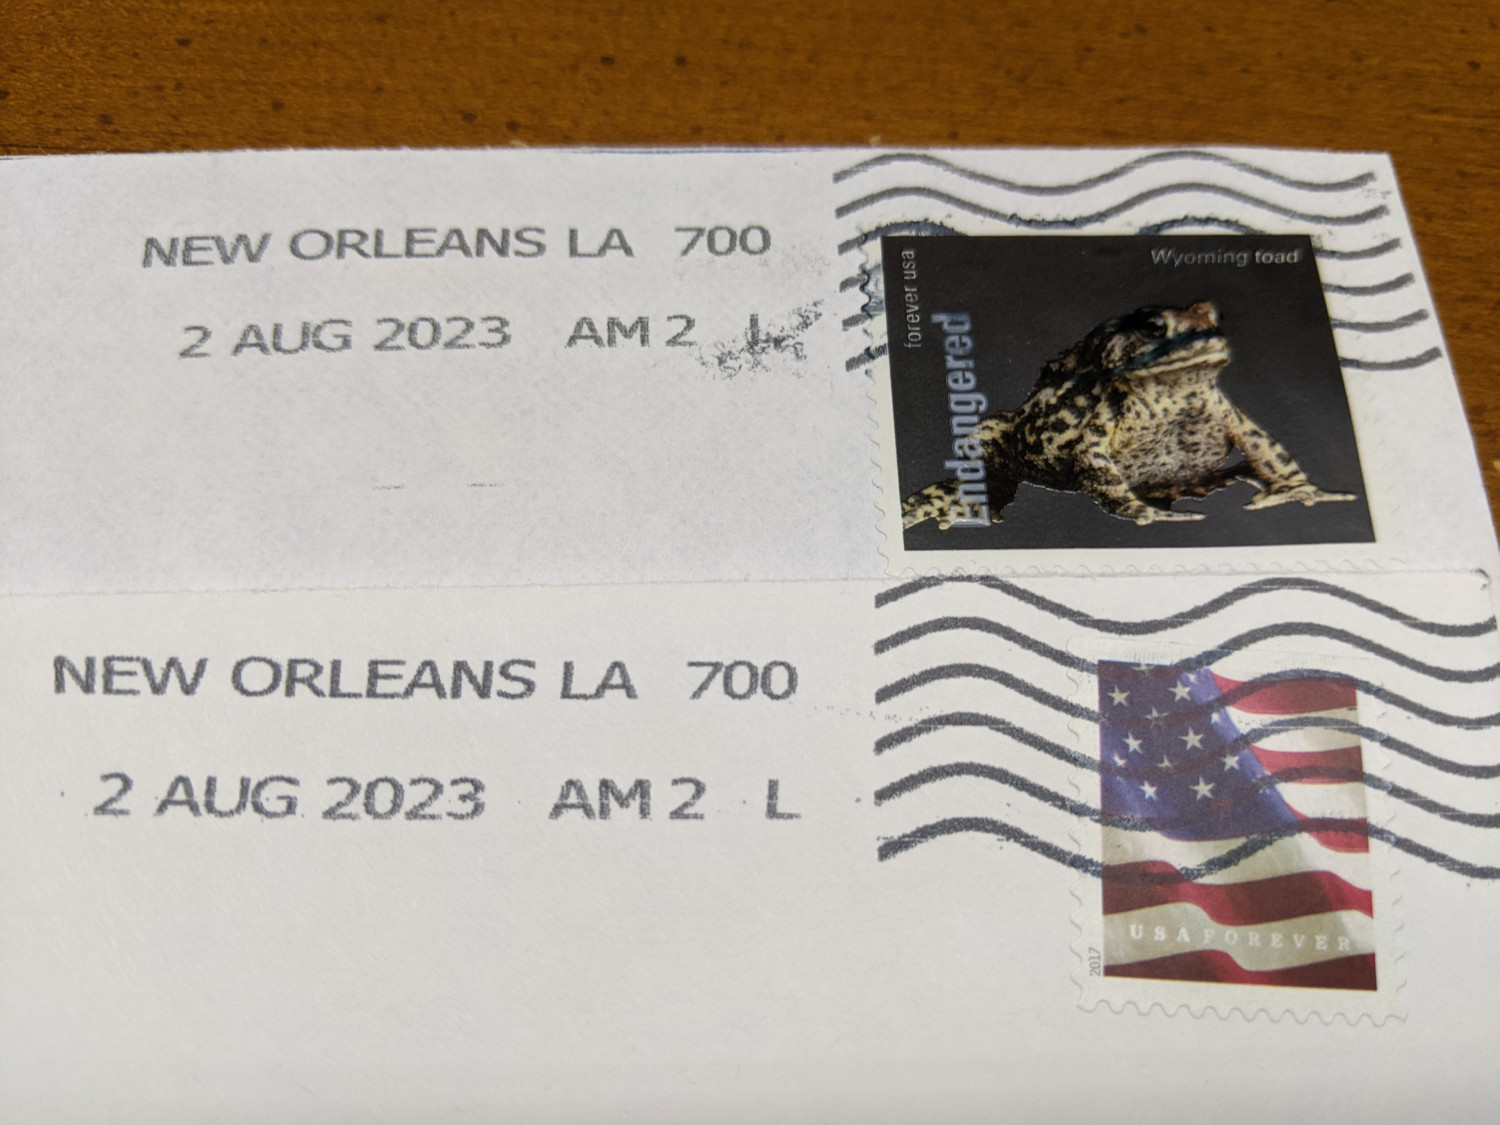 NEW ORLEANS LA 700
2 AUG 2023 AM 2 L
forever usa
Endangered
Wyoming toad
NEW ORLEANS LA 700
2 AUG 2023 AM 2 L
USA FOREVER
2017